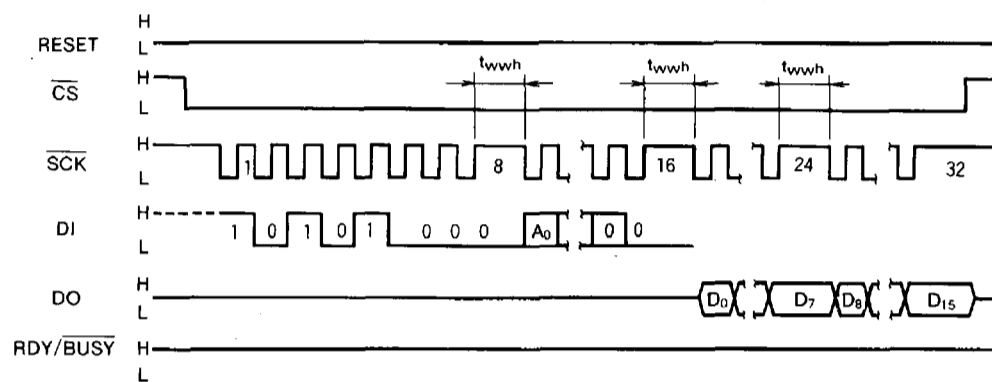 H
RESET L
H tWWh tWWh tWWh
CS
L
H
SCK 1 8 16 24 32
L
H
DI 1 0 1 0 1 0 0 0 A0 0 0
L
H
DO D0 D7 D8 D15
L
RDY/BUSY H
L